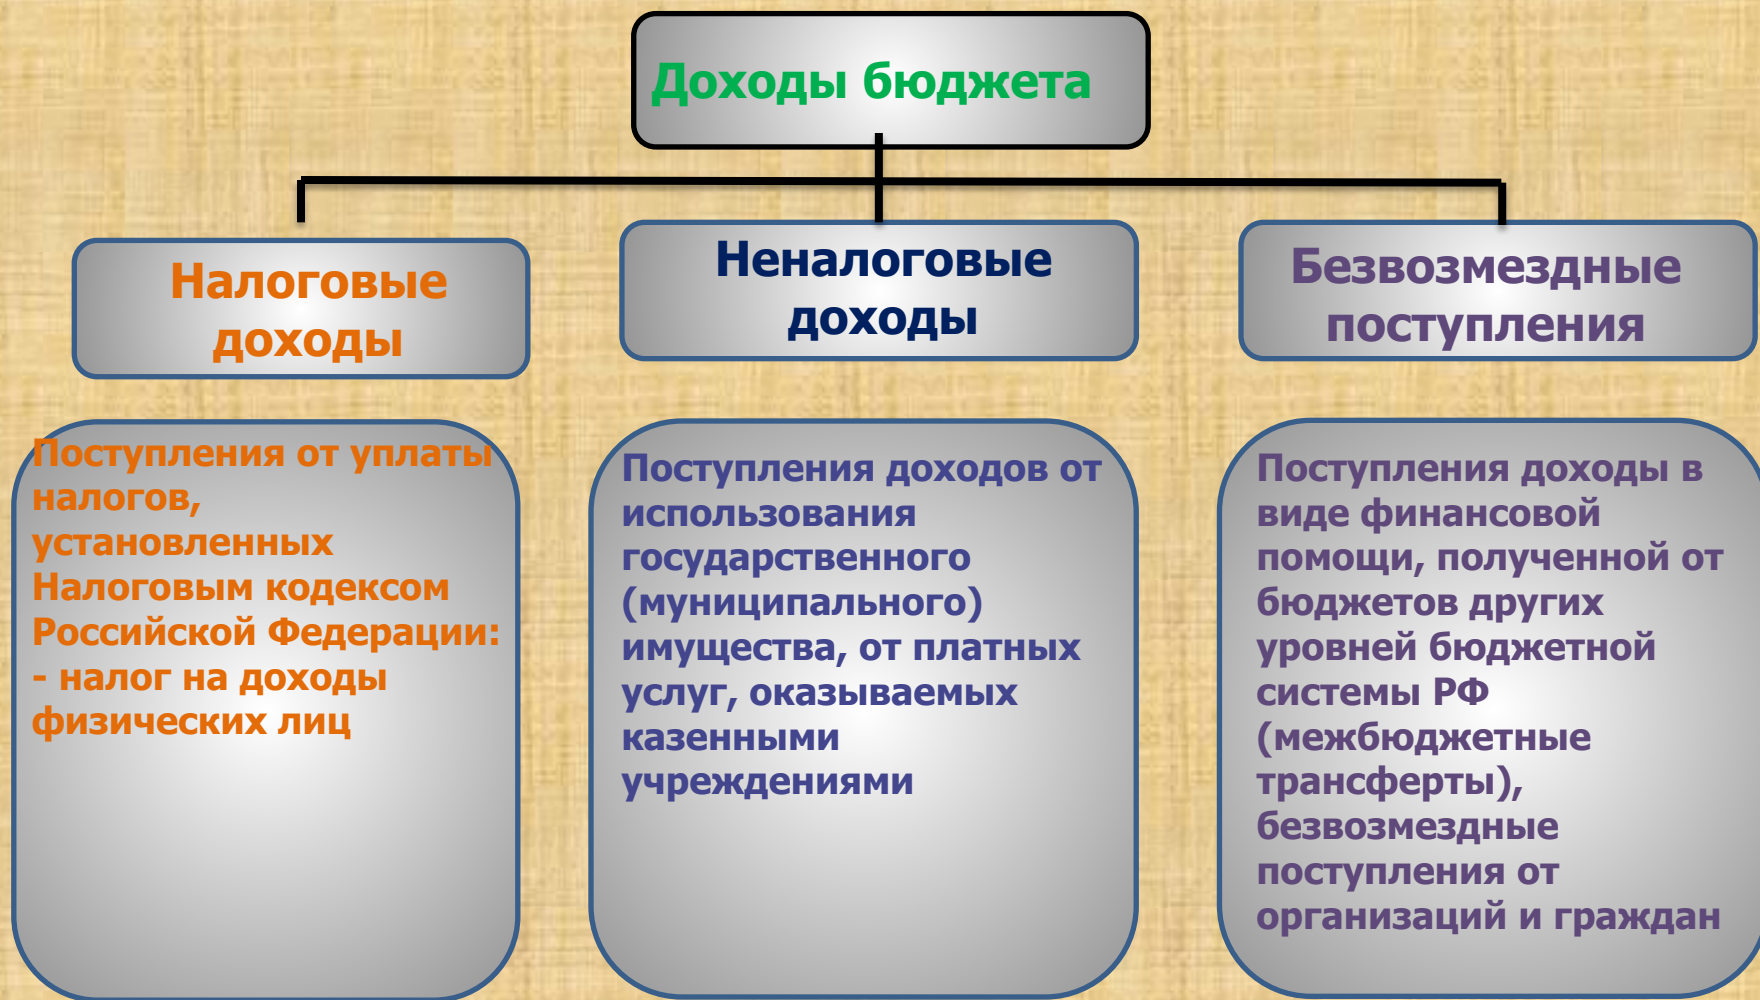 Доходы бюджета
Налоговые
доходы
Неналоговые
доходы
Безвозмездные
поступления
Поступления от уплаты
налогов,
установленных
Налоговым кодексом
Российской Федерации:
- налог на доходы
физических лиц
Поступления доходов от
использования
государственного
(муниципального)
имущества, от платных
услуг, оказываемых
казенными
учреждениями
Поступления доходы в
виде финансовой
помощи, полученной от
бюджетов других
уровней бюджетной
системы РФ
(межбюджетные
трансферты),
безвозмездные
поступления от
организаций и граждан